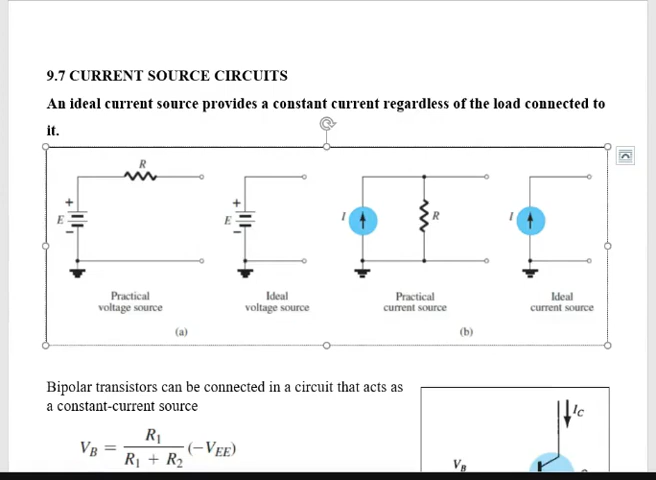 9.7 CURRENT SOURCE CIRCUITS
An ideal current source provides a constant current regardless of the load connected to
it.
R
+
E
−
Practical
voltage source
+
E
−
Ideal
voltage source
(a)
I
R
Practical
current source
I
Ideal
current source
(b)
Bipolar transistors can be connected in a circuit that acts as
a constant-current source
V_B = R_1 / (R_1 + R_2) (−V_EE)
I_C
V_B